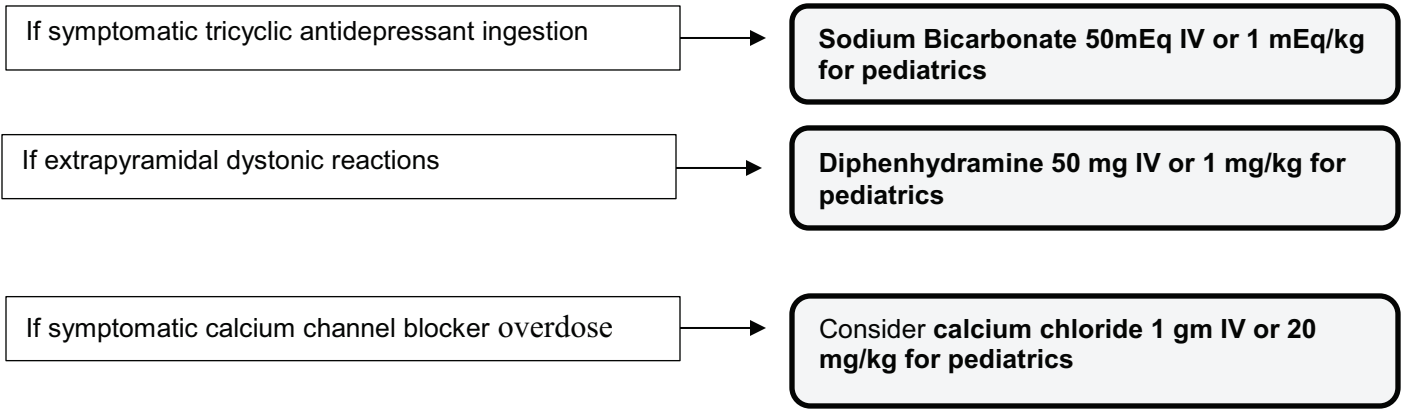 If symptomatic tricyclic antidepressant ingestion
Sodium Bicarbonate 50mEq IV or 1 mEq/kg
for pediatrics
If extrapyramidal dystonic reactions
Diphenhydramine 50 mg IV or 1 mg/kg for
pediatrics
If symptomatic calcium channel blocker overdose
Consider calcium chloride 1 gm IV or 20
mg/kg for pediatrics